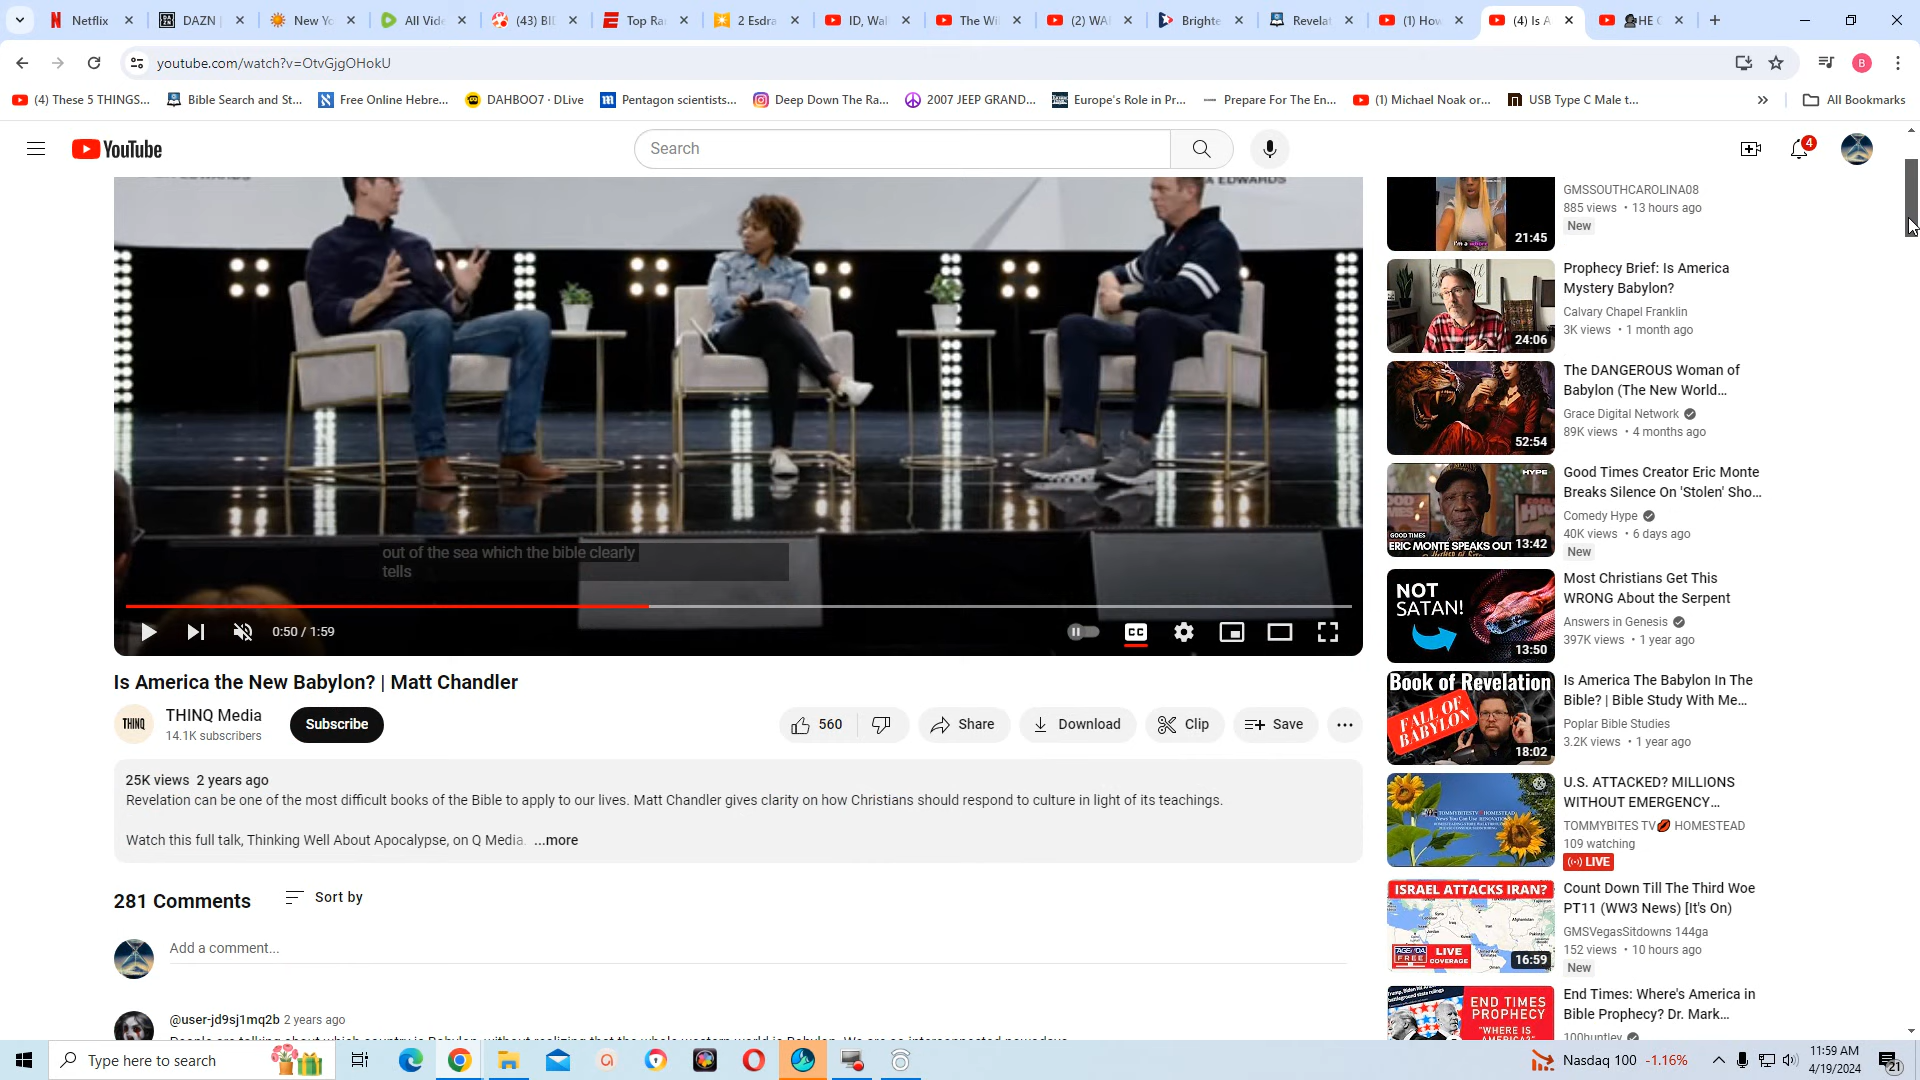 Netflix
DAZN |
New Yo
All Vide
(43) BI
Top Ra
2 Esdra
ID, Wal
The Wi
(2) WA
Brighte
Revelat
(1) How
(4) Is A
HE
youtube.com/watch?v=OtvGjgOHokU
B
(4) These 5 THINGS...
Bible Search and St...
Free Online Hebre...
DAHBOO7 · DLive
Pentagon scientists...
Deep Down The Ra...
2007 JEEP GRAND...
Europe's Role in Pr...
Prepare For The En...
(1) Michael Noak or...
USB Type C Male t...
All Bookmarks
YouTube
Search
4
out of the sea which the bible clearly
tells
0:50 / 1:59
CC
Is America the New Babylon? | Matt Chandler
THINQ
THINQ Media
14.1K subscribers
Subscribe
560
Share
Download
Clip
Save
25K views 2 years ago
Revelation can be one of the most difficult books of the Bible to apply to our lives. Matt Chandler gives clarity on how Christians should respond to culture in light of its teachings.
Watch this full talk, Thinking Well About Apocalypse, on Q Media. ...more
281 Comments
Sort by
Add a comment...
@user-jd9sj1mq2b 2 years ago
GMSSOUTHCAROLINA08
885 views • 13 hours ago
New
21:45
Prophecy Brief: Is America
Mystery Babylon?
Calvary Chapel Franklin
3K views • 1 month ago
24:06
The DANGEROUS Woman of
Babylon (The New World...
Grace Digital Network
89K views • 4 months ago
52:54
Good Times Creator Eric Monte
Breaks Silence On 'Stolen' Sho...
Comedy Hype
40K views • 6 days ago
New
HYPE
GOOD TIMES
ERIC MONTE SPEAKS OUT
13:42
Most Christians Get This
WRONG About the Serpent
Answers in Genesis
397K views • 1 year ago
NOT
SATAN!
13:50
Is America The Babylon In The
Bible? | Bible Study With Me...
Poplar Bible Studies
3.2K views • 1 year ago
Book of Revelation
FALL OF
BABYLON
18:02
U.S. ATTACKED? MILLIONS
WITHOUT EMERGENCY...
TOMMYBITES TV HOMESTEAD
109 watching
LIVE
Count Down Till The Third Woe
PT11 (WW3 News) [It's On)
GMSVegasSitdowns 144ga
152 views • 10 hours ago
New
ISRAEL ATTACKS IRAN?
LIVE
COVERAGE
16:59
End Times: Where's America in
Bible Prophecy? Dr. Mark...
END TIMES
PROPHECY
"WHERE IS
Type here to search
Nasdaq 100 -1.16%
11:59 AM
4/19/2024
21